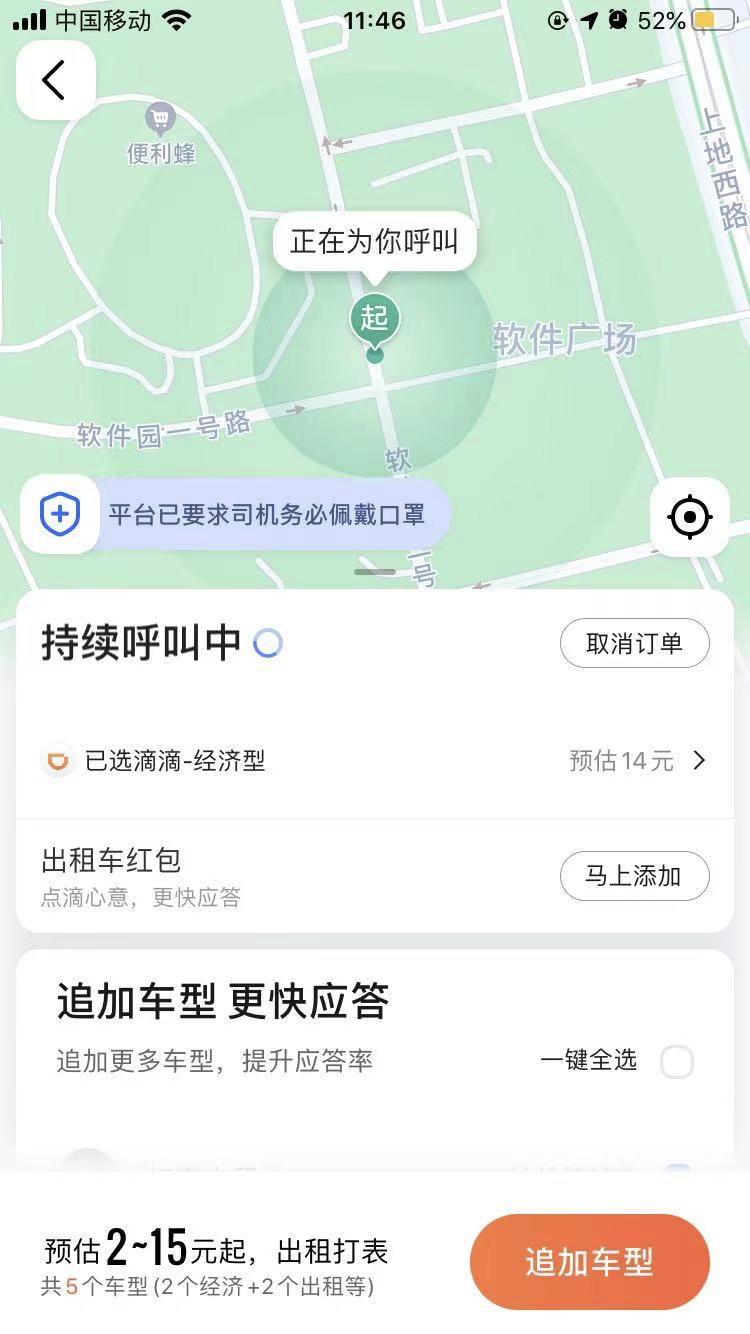 中国移动
11:46
52%
上地西路
便利蜂
正在为你呼叫
起
软件广场
软件园一号路
软
一号
平台已要求司机务必佩戴口罩
持续呼叫中
取消订单
已选滴滴-经济型
预估14元
出租车红包
点滴心意，更快应答
马上添加
追加车型 更快应答
追加更多车型，提升应答率
一键全选
预估2~15元起，出租打表
共5个车型(2个经济+2个出租等)
追加车型